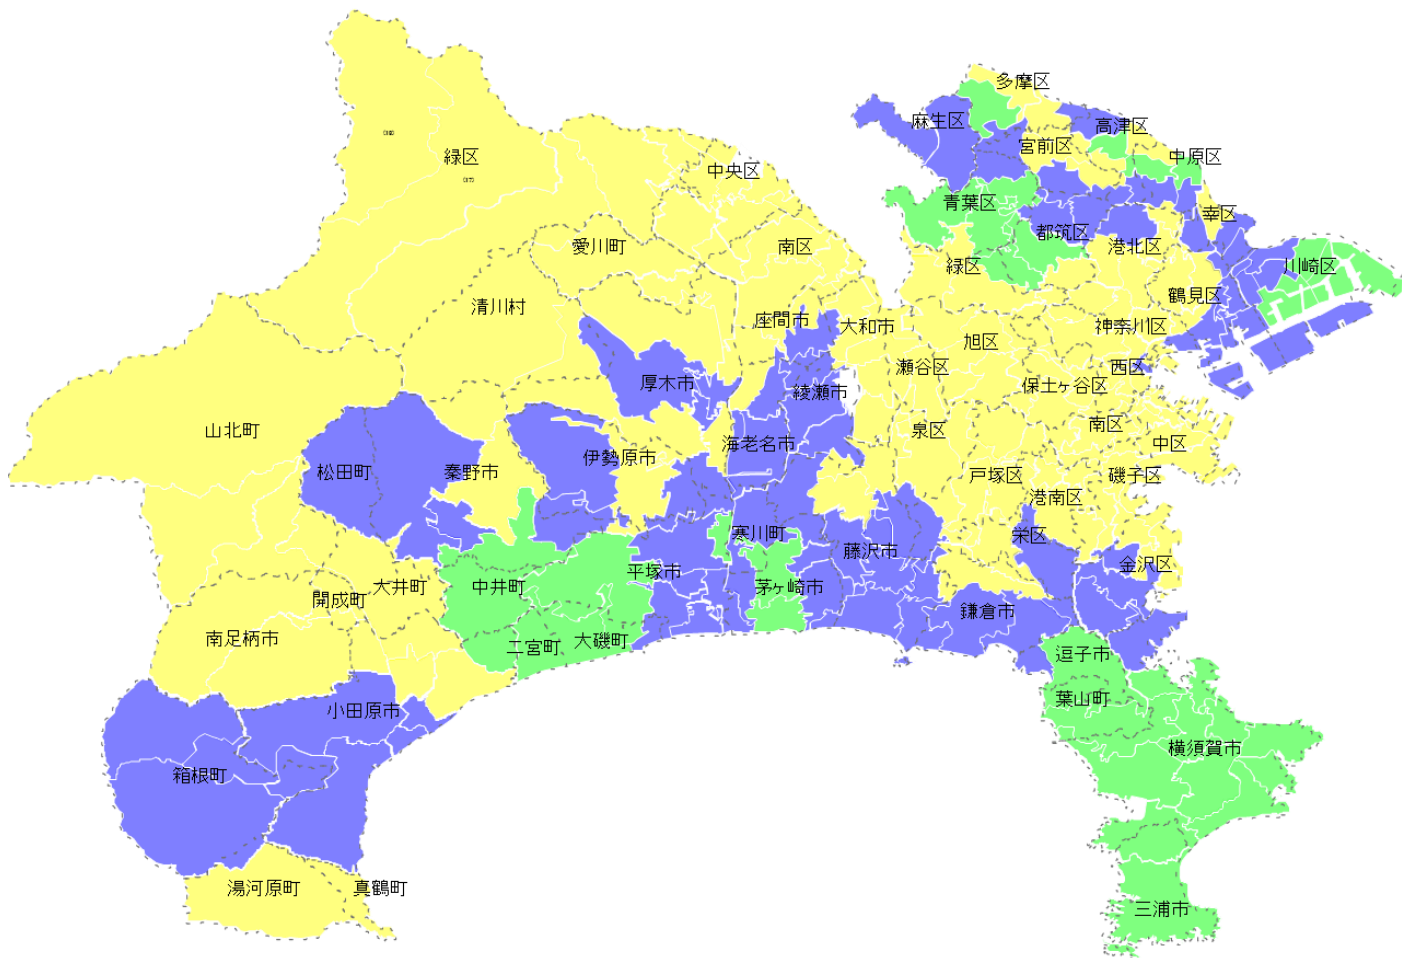 多摩区
麻生区
高津区
宮前区
中原区
緑区
中央区
青葉区
幸区
都筑区
港北区
愛川町
南区
緑区
川崎区
清川村
鶴見区
座間市
大和市
神奈川区
旭区
瀬谷区
西区
厚木市
保土ヶ谷区
綾瀬市
南区
山北町
泉区
中区
海老名市
伊勢原市
松田町
秦野市
戸塚区
磯子区
港南区
寒川町
栄区
藤沢市
金沢区
平塚市
大井町
中井町
茅ヶ崎市
開成町
鎌倉市
南足柄市
大磯町
二宮町
逗子市
葉山町
小田原市
横須賀市
箱根町
湯河原町
真鶴町
三浦市